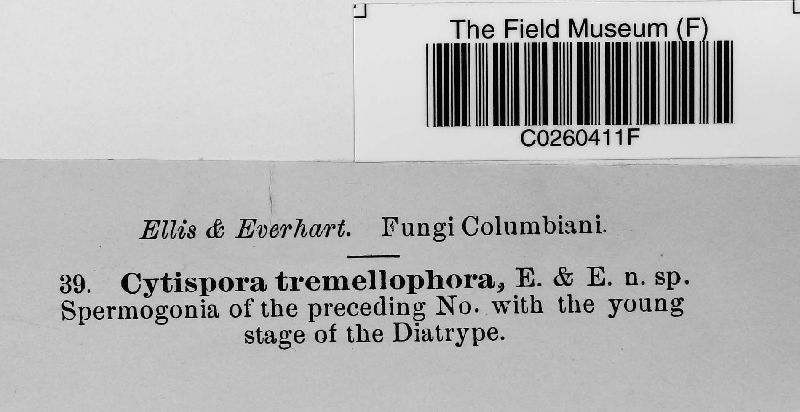 The Field Museum (F)
C0260411F
Ellis & Everhart. Fungi Columbiani.
39. Cytispora tremellophora, E. & E. n. sp.
Spermogonia of the preceding No. with the young
stage of the Diatrype.